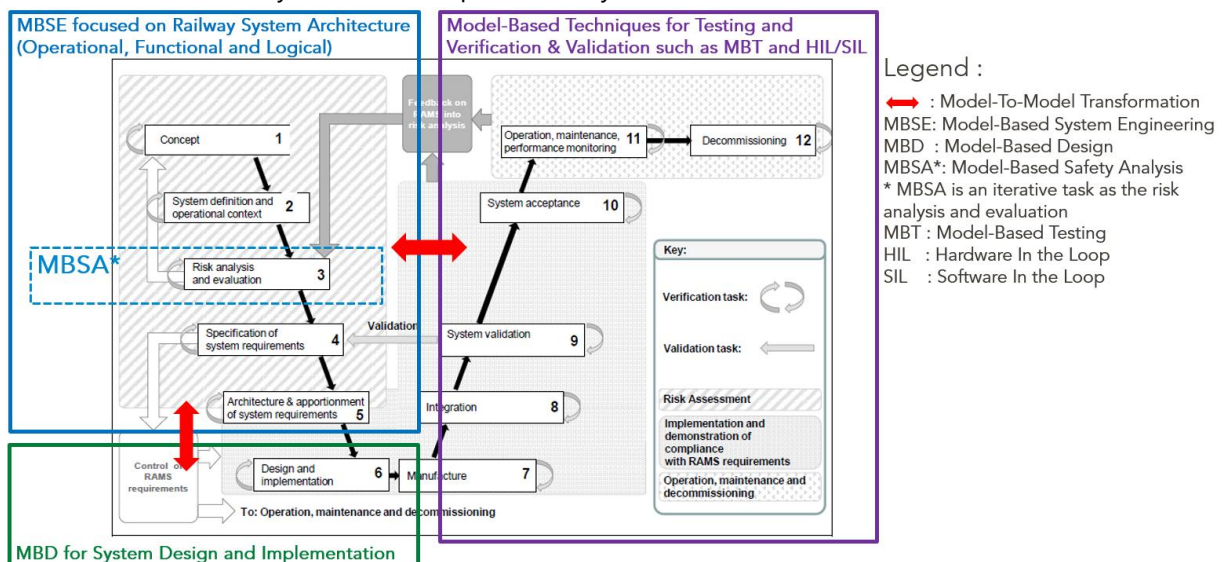 MBSE focused on Railway System Architecture
(Operational, Functional and Logical)
Model-Based Techniques for Testing and
Verification & Validation such as MBT and HIL/SIL
Feedback on
RAMS into
risk analysis
Concept 1
System definition and
operational context 2
MBSA*
Risk analysis
and evaluation 3
Specification of
system requirements 4
Validation
Architecture & apportionment
of system requirements 5
Control of
RAMS
requirements
Design and
implementation 6
Manufacture 7
Integration 8
System validation 9
System acceptance 10
Operation, maintenance,
performance monitoring 11
Decommissioning 12
To: Operation, maintenance and decommissioning
MBD for System Design and Implementation
Key:
Verification task:
Validation task:
Risk Assessment
Implementation and
demonstration of
compliance
with RAMS requirements
Operation, maintenance and
decommissioning
Legend :
: Model-To-Model Transformation
MBSE: Model-Based System Engineering
MBD : Model-Based Design
MBSA*: Model-Based Safety Analysis
* MBSA is an iterative task as the risk
analysis and evaluation
MBT : Model-Based Testing
HIL : Hardware In the Loop
SIL : Software In the Loop